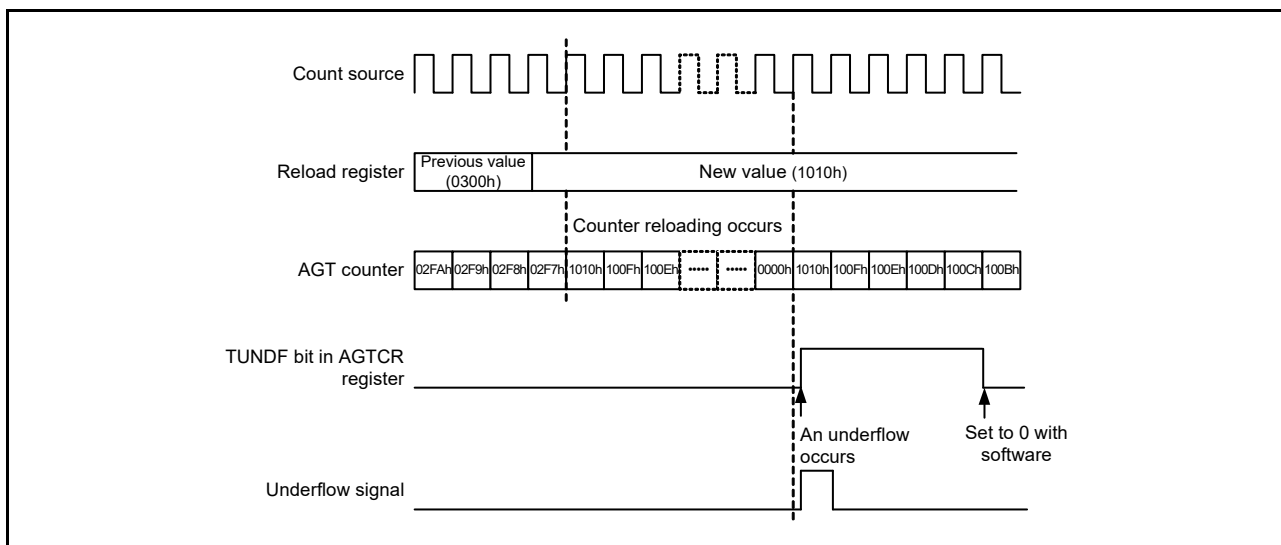 Count source
Reload register
Previous value
(0300h)
New value (1010h)
Counter reloading occurs
AGT counter
02FAh 02F9h 02F8h 02F7h 1010h 100Fh 100Eh ••••• ••••• 0000h 1010h 100Fh 100Eh 100Dh 100Ch 100Bh
TUNDF bit in AGTCR
register
An underflow
occurs
Set to 0 with
software
Underflow signal